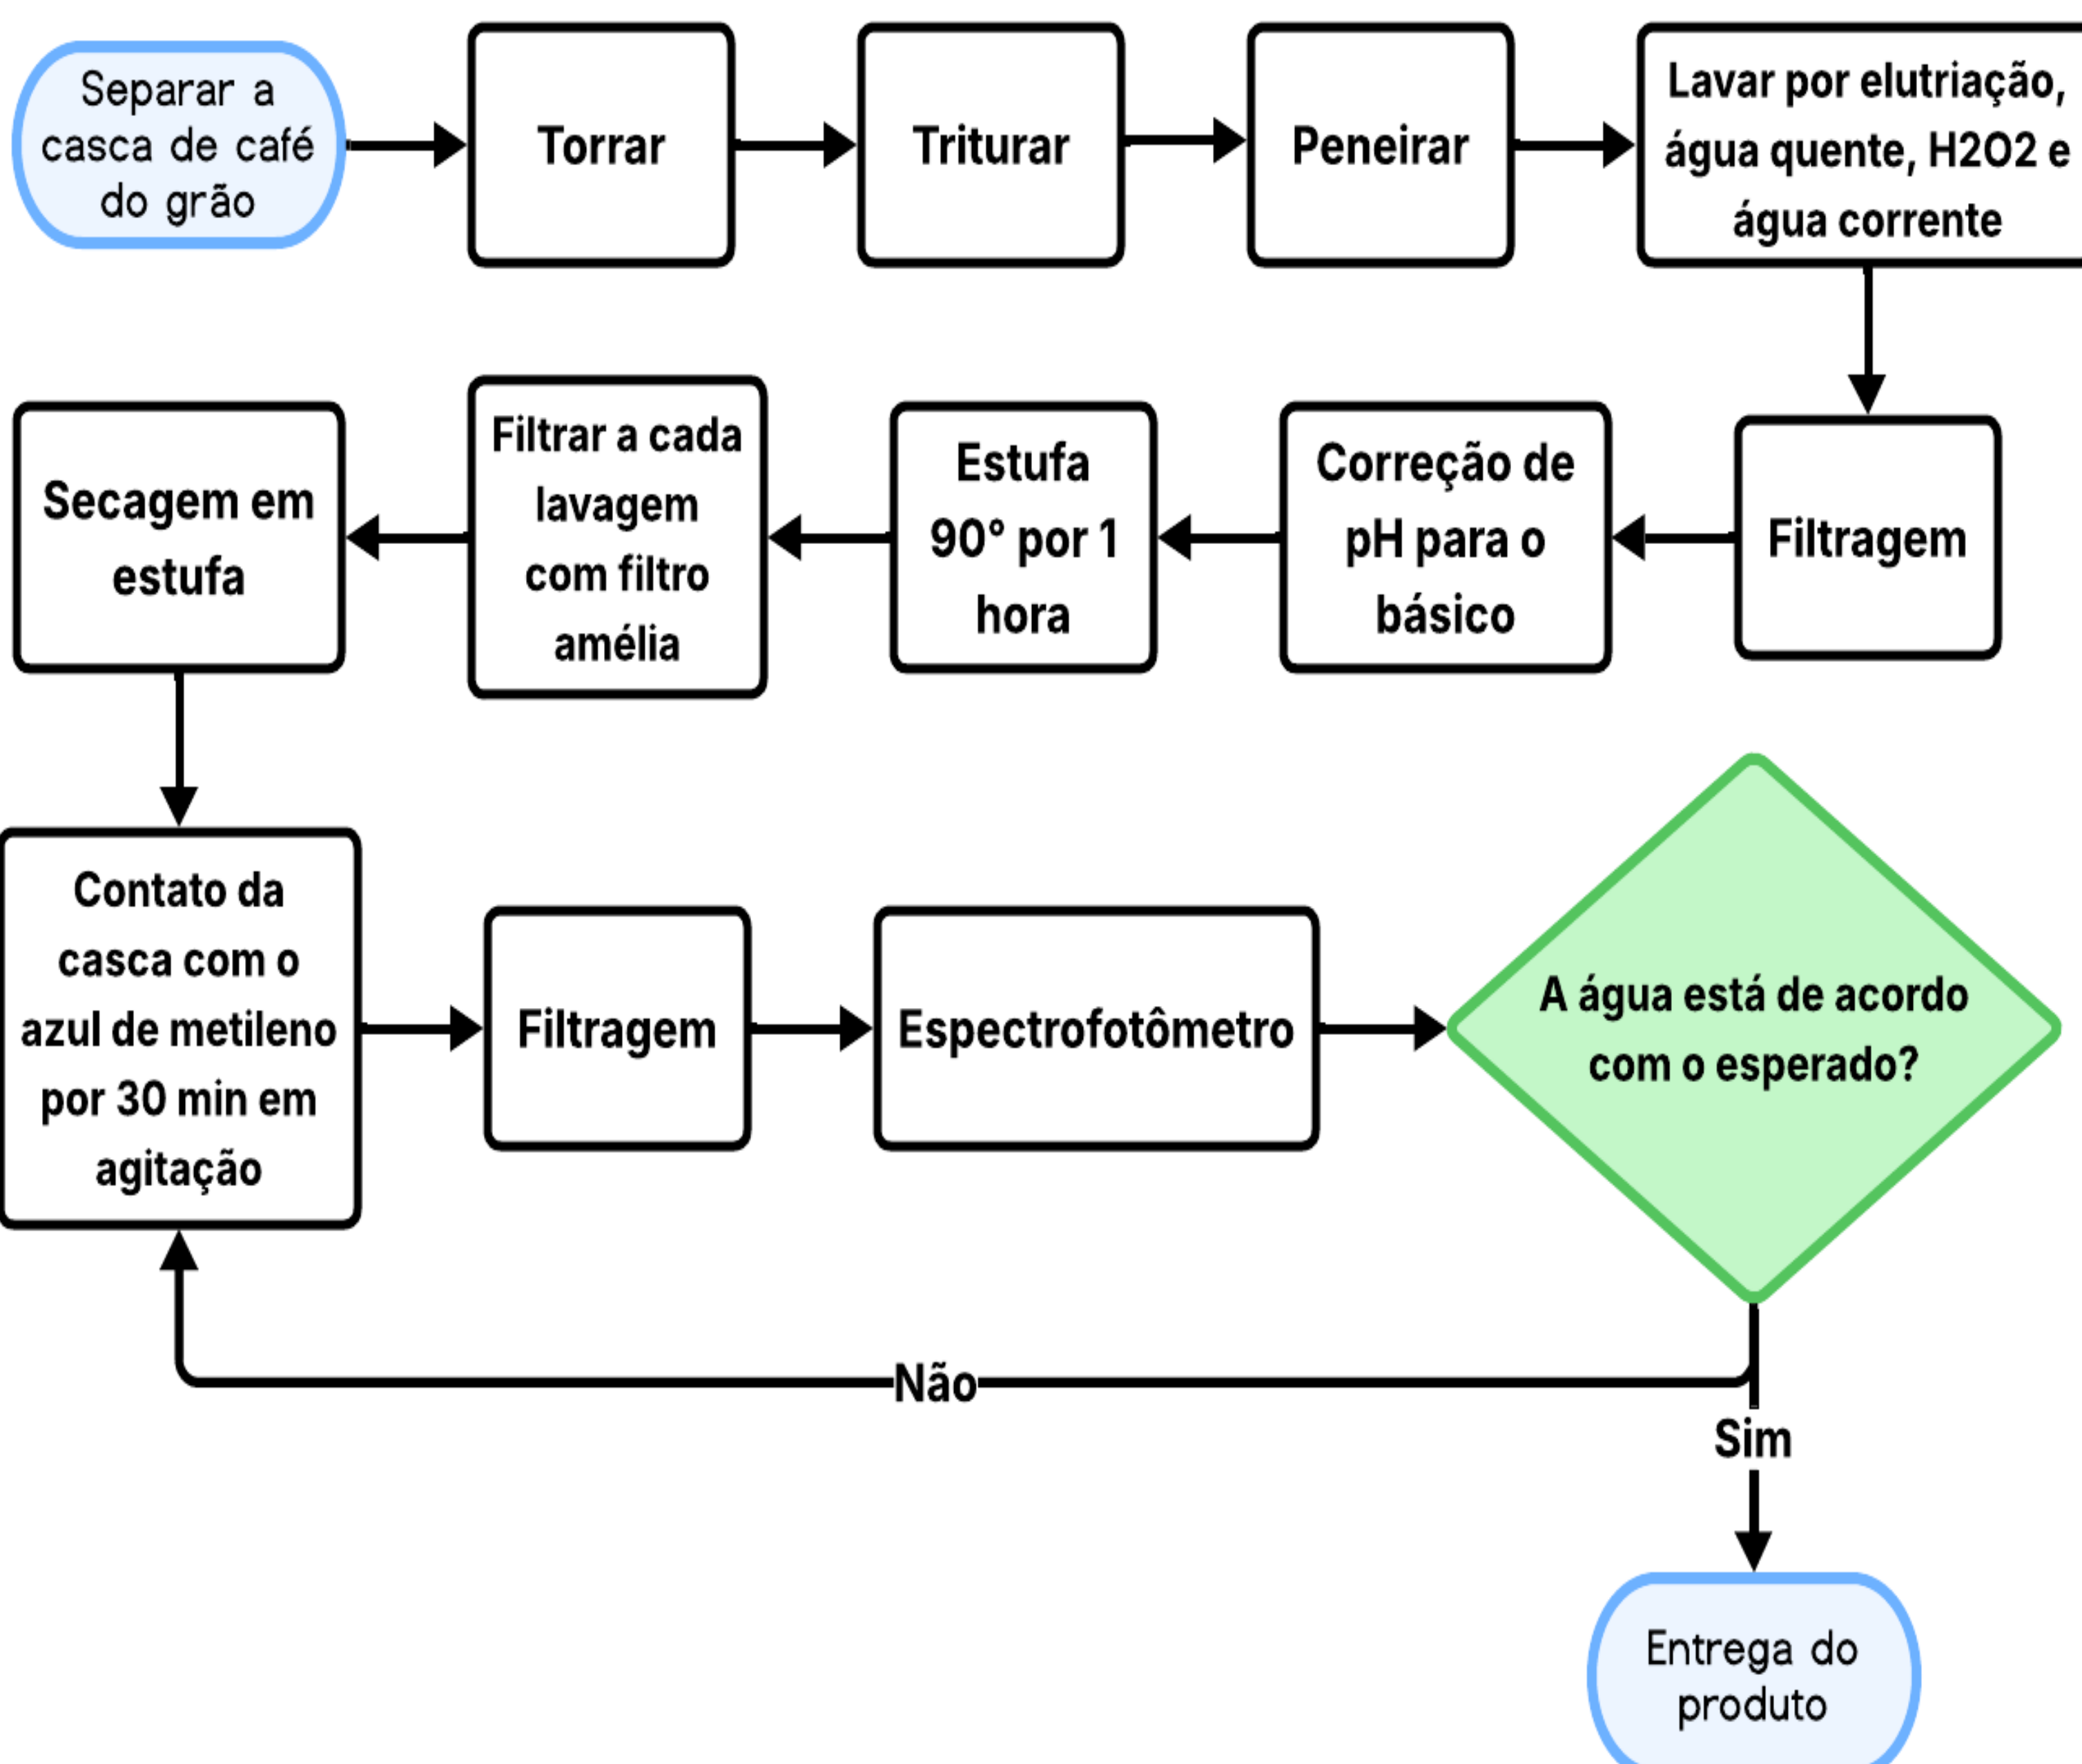 Separar a
casca de café
do grão
Torrar
Triturar
Peneirar
Lavar por elutriação,
água quente, H2O2 e
água corrente
Filtragem
Correção de
pH para o
básico
Estufa
90° por 1
hora
Filtrar a cada
lavagem
com filtro
amélia
Secagem em
estufa
Contato da
casca com o
azul de metileno
por 30 min em
agitação
Filtragem
Espectrofotômetro
A água está de acordo
com o esperado?
Não
Sim
Entrega do
produto